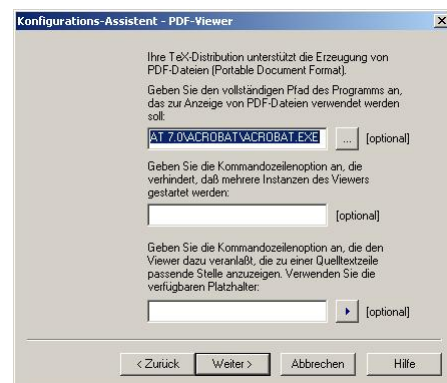 Konfigurations-Assistent - PDF-Viewer
Ihre TeX-Distribution unterstützt die Erzeugung von
PDF-Dateien (Portable Document Format).
Geben Sie den vollständigen Pfad des Programms an,
das zur Anzeige von PDF-Dateien verwendet werden
soll:
AT 7.0\ACROBAT\ACROBAT.EXE ... [optional]
Geben Sie die Kommandozeilenoption an, die
verhindert, daß mehrere Instanzen des Viewers
gestartet werden:
[optional]
Geben Sie die Kommandozeilenoption an, die den
Viewer dazu veranlaßt, die zu einer Quelltextzeile
passende Stelle anzuzeigen. Verwenden Sie die
verfügbaren Platzhalter:
[optional]
< Zurück Weiter > Abbrechen Hilfe